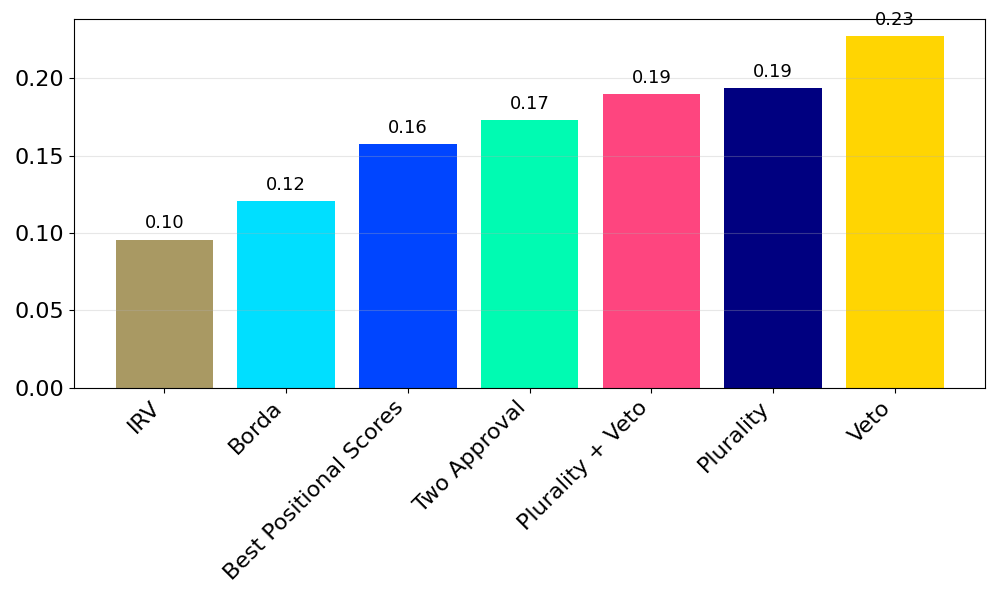 0.23
0.19
0.19
0.17
0.16
0.12
0.10
0.20
0.15
0.10
0.05
0.00
IRV
Borda
Best Positional Scores
Two Approval
Plurality + Veto
Plurality
Veto